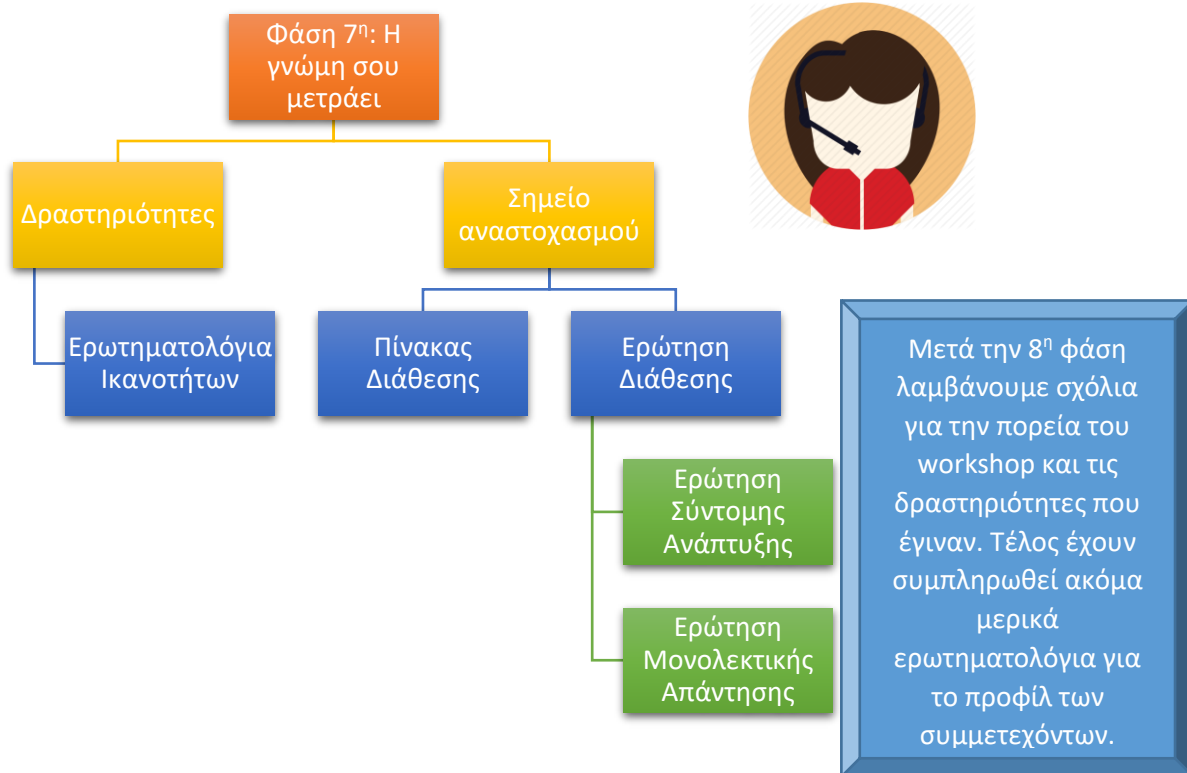 Φάση 7η: Η
γνώμη σου
μετράει
Δραστηριότητες
Σημείο
αναστοχασμού
Ερωτηματολόγια
Ικανοτήτων
Πίνακας
Διάθεσης
Ερώτηση
Διάθεσης
Ερώτηση
Σύντομης
Ανάπτυξης
Ερώτηση
Μονολεκτικής
Απάντησης
Μετά την 8η φάση
λαμβάνουμε σχόλια
για την πορεία του
workshop και τις
δραστηριότητες που
έγιναν. Τέλος έχουν
συμπληρωθεί ακόμα
μερικά
ερωτηματολόγια για
το προφίλ των
συμμετεχόντων.